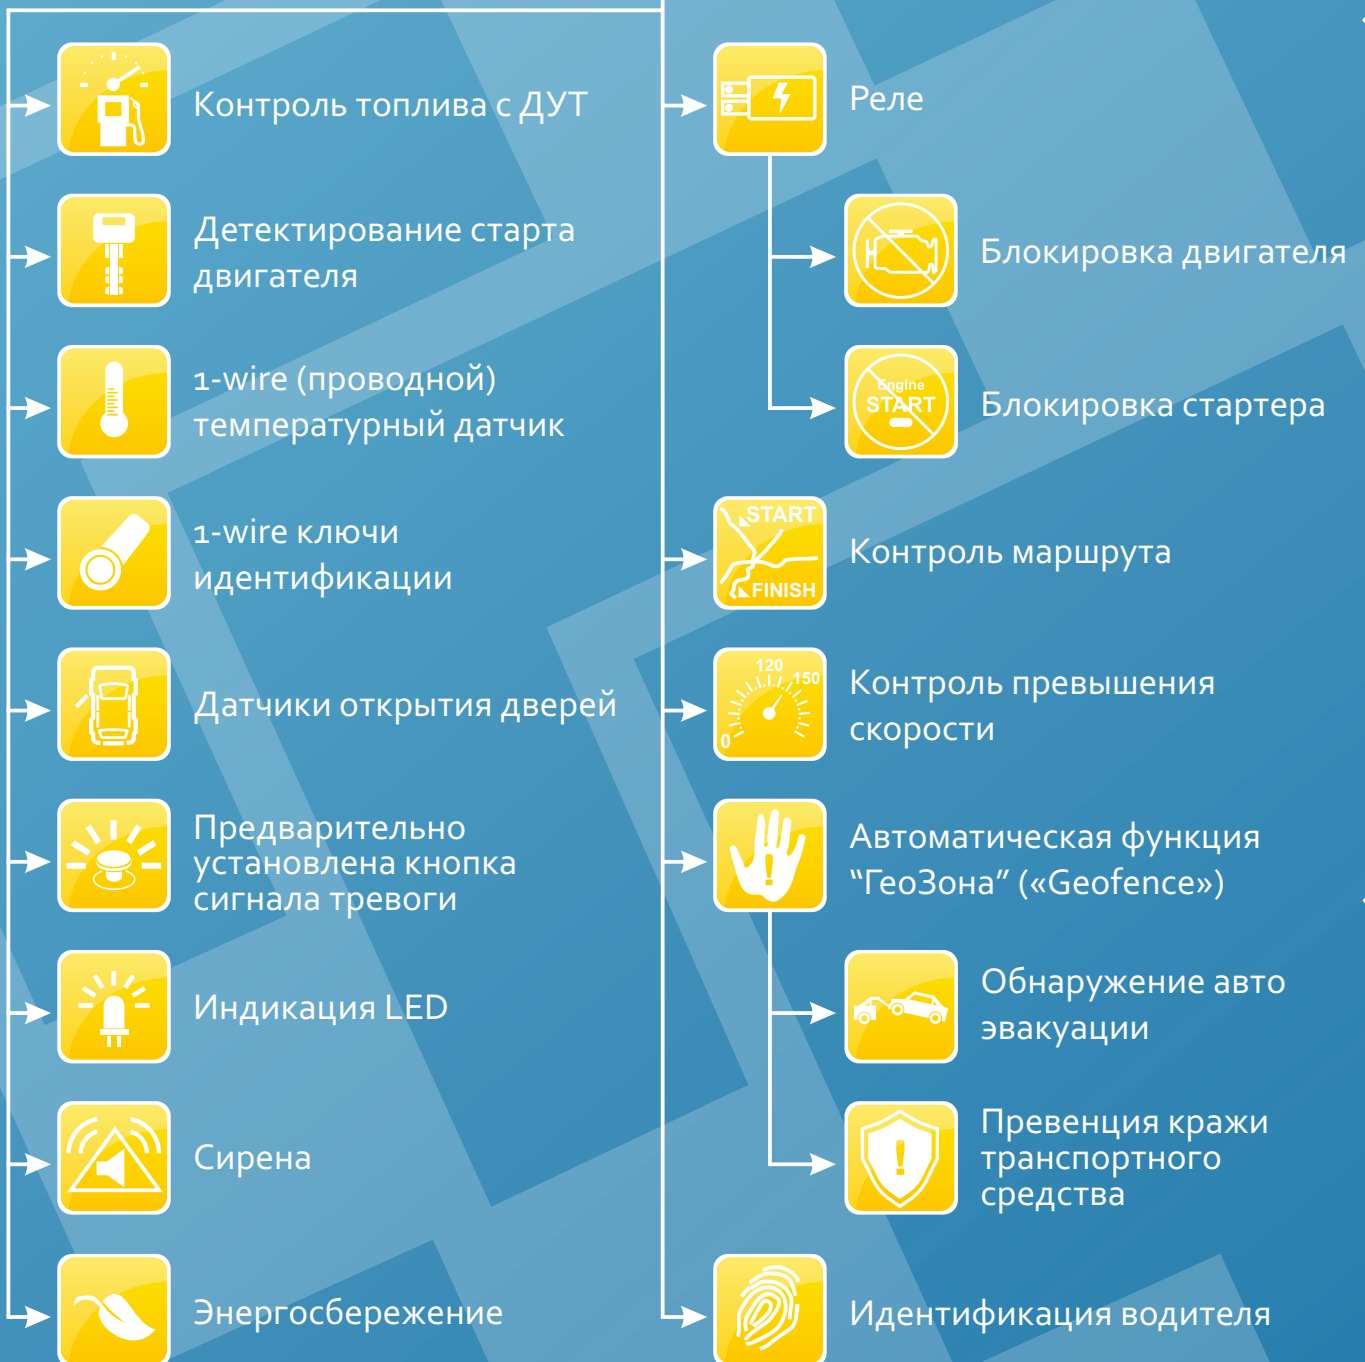 Контроль топлива с ДУТ
Детектирование старта
двигателя
1-wire (проводной)
температурный датчик
1-wire ключи
идентификации
Датчики открытия дверей
Предварительно
установлена кнопка
сигнала тревоги
Индикация LED
Сирена
Энергосбережение
Реле
Блокировка двигателя
Engine
START
Блокировка стартера
START
FINISH
Контроль маршрута
120
150
0
Контроль превышения
скорости
Автоматическая функция
"ГеоЗона" («Geofence»)
Обнаружение авто
эвакуации
Превенция кражи
транспортного
средства
Идентификация водителя